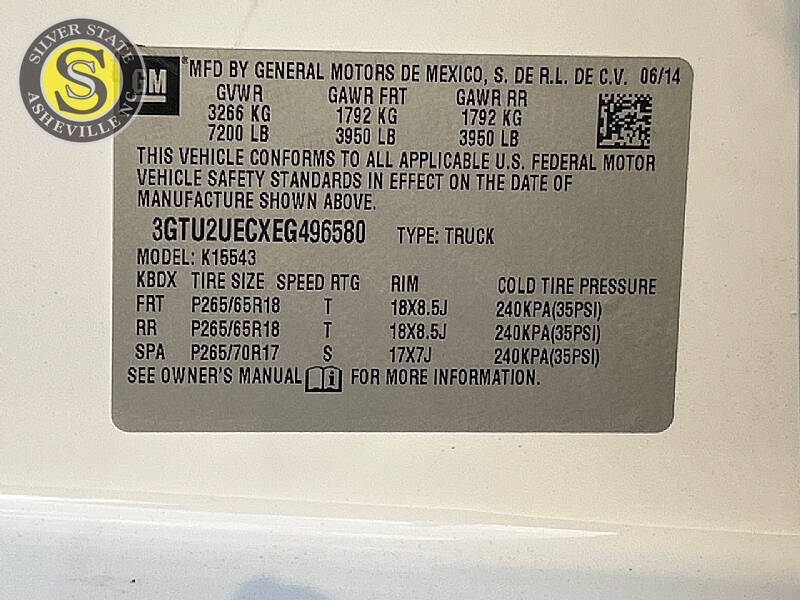 SILVER STATE
S
ASHEVILLE NC
GM
MFD BY GENERAL MOTORS DE MEXICO, S. DE R.L. DE C.V. 06/14
GVWR GAWR FRT GAWR RR
3266 KG 1792 KG 1792 KG
7200 LB 3950 LB 3950 LB
THIS VEHICLE CONFORMS TO ALL APPLICABLE U.S. FEDERAL MOTOR
VEHICLE SAFETY STANDARDS IN EFFECT ON THE DATE OF
MANUFACTURE SHOWN ABOVE.
3GTU2UECXEG496580 TYPE: TRUCK
MODEL: K15543
KBDX TIRE SIZE SPEED RTG RIM COLD TIRE PRESSURE
FRT P265/65R18 T 18X8.5J 240KPA(35PSI)
RR P265/65R18 T 18X8.5J 240KPA(35PSI)
SPA P265/70R17 S 17X7J 240KPA(35PSI)
SEE OWNER'S MANUAL i FOR MORE INFORMATION.